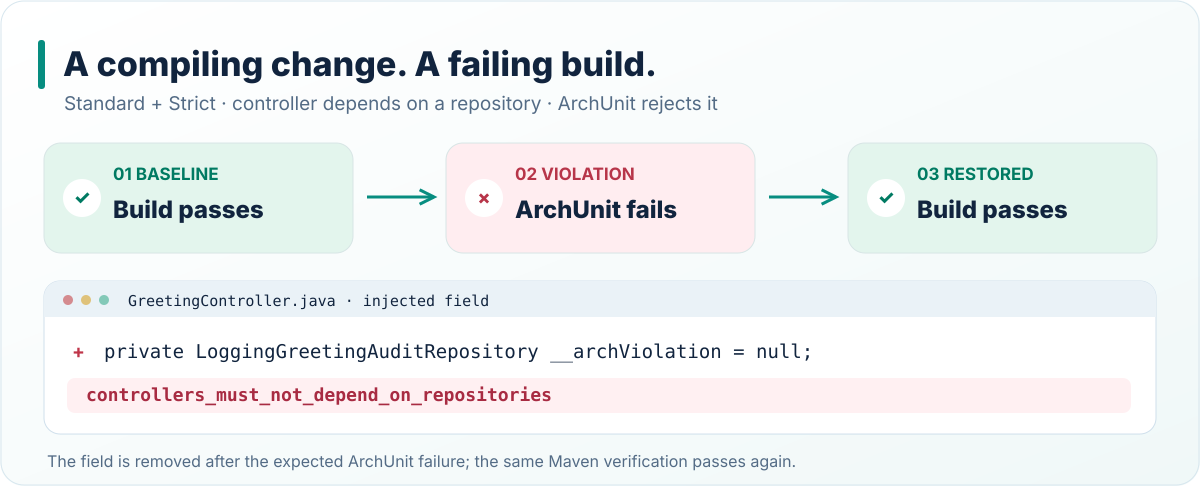 A compiling change. A failing build.
Standard + Strict · controller depends on a repository · ArchUnit rejects it
01 BASELINE
Build passes
02 VIOLATION
ArchUnit fails
03 RESTORED
Build passes
GreetingController.java · injected field
+ private LoggingGreetingAuditRepository __archViolation = null;
controllers_must_not_depend_on_repositories
The field is removed after the expected ArchUnit failure; the same Maven verification passes again.